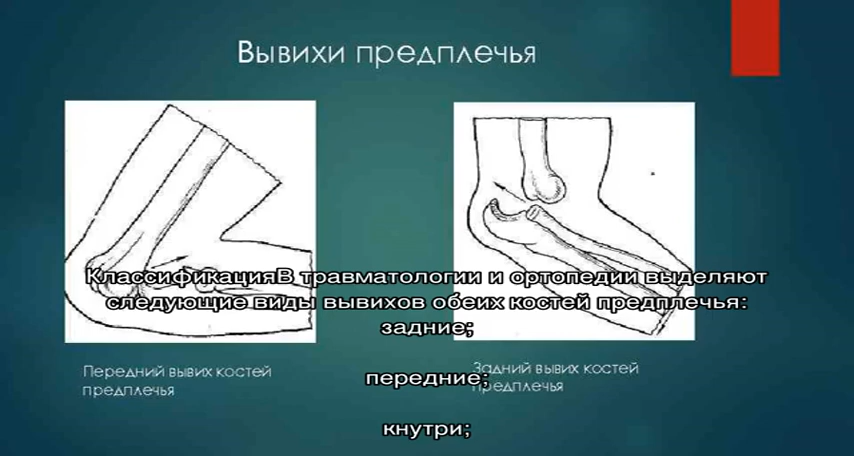 Вывихи предплечья
КлассификацияВ травматологии и ортопедии выделяют
следующие виды вывихов обеих костей предплечья:
задние;
Передний вывих костей
предплечья
передние;
Задний вывих костей
предплечья
кнутри;